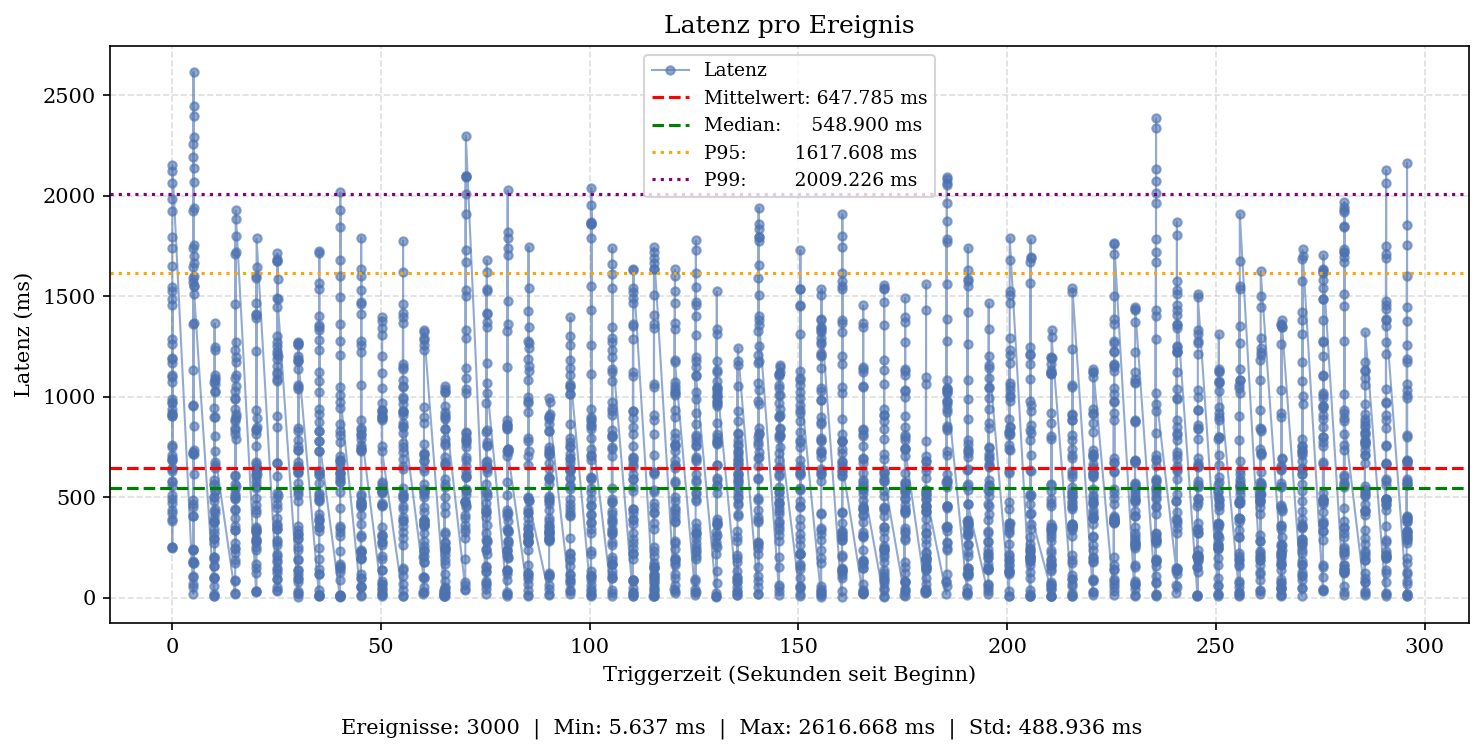 Latenz pro Ereignis
Latenz
Mittelwert: 647.785 ms
Median: 548.900 ms
P95: 1617.608 ms
P99: 2009.226 ms
Latenz (ms)
2500
2000
1500
1000
500
0
0 50 100 150 200 250 300
Triggerzeit (Sekunden seit Beginn)
Ereignisse: 3000 | Min: 5.637 ms | Max: 2616.668 ms | Std: 488.936 ms